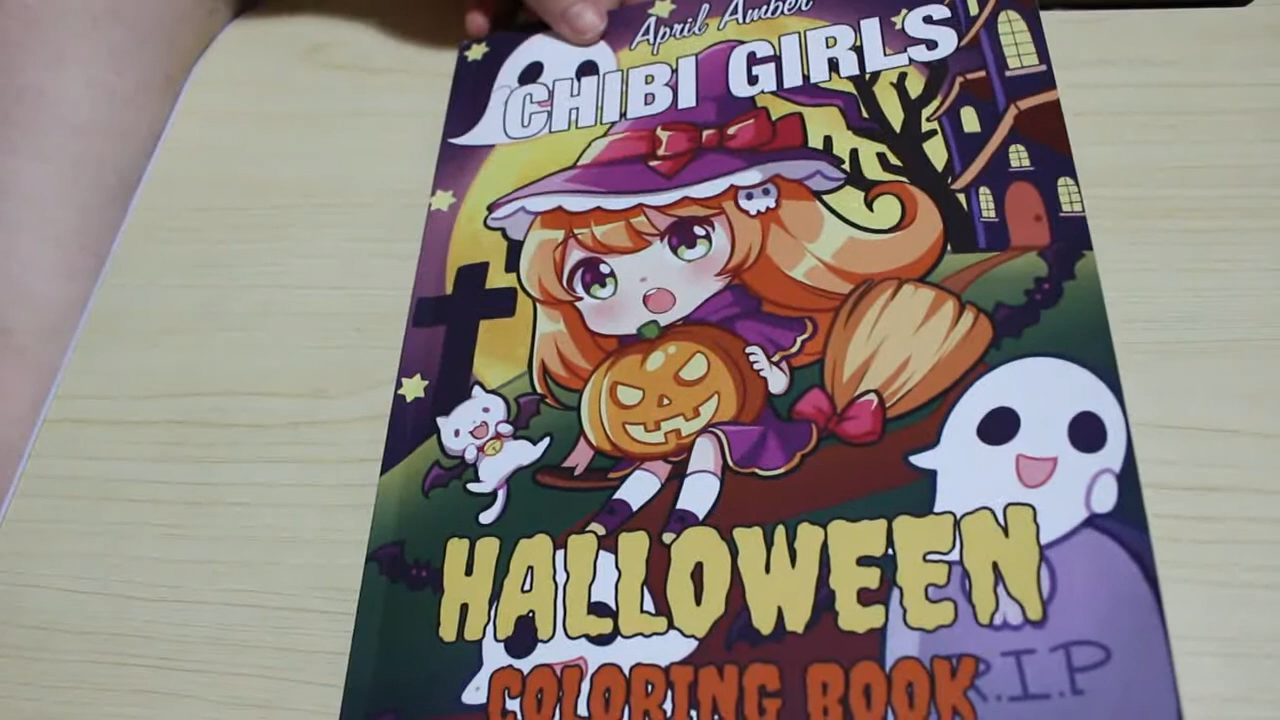 April Amber
CHIBI GIRLS
HALLOWEEN
COLORING BOOK
R.I.P